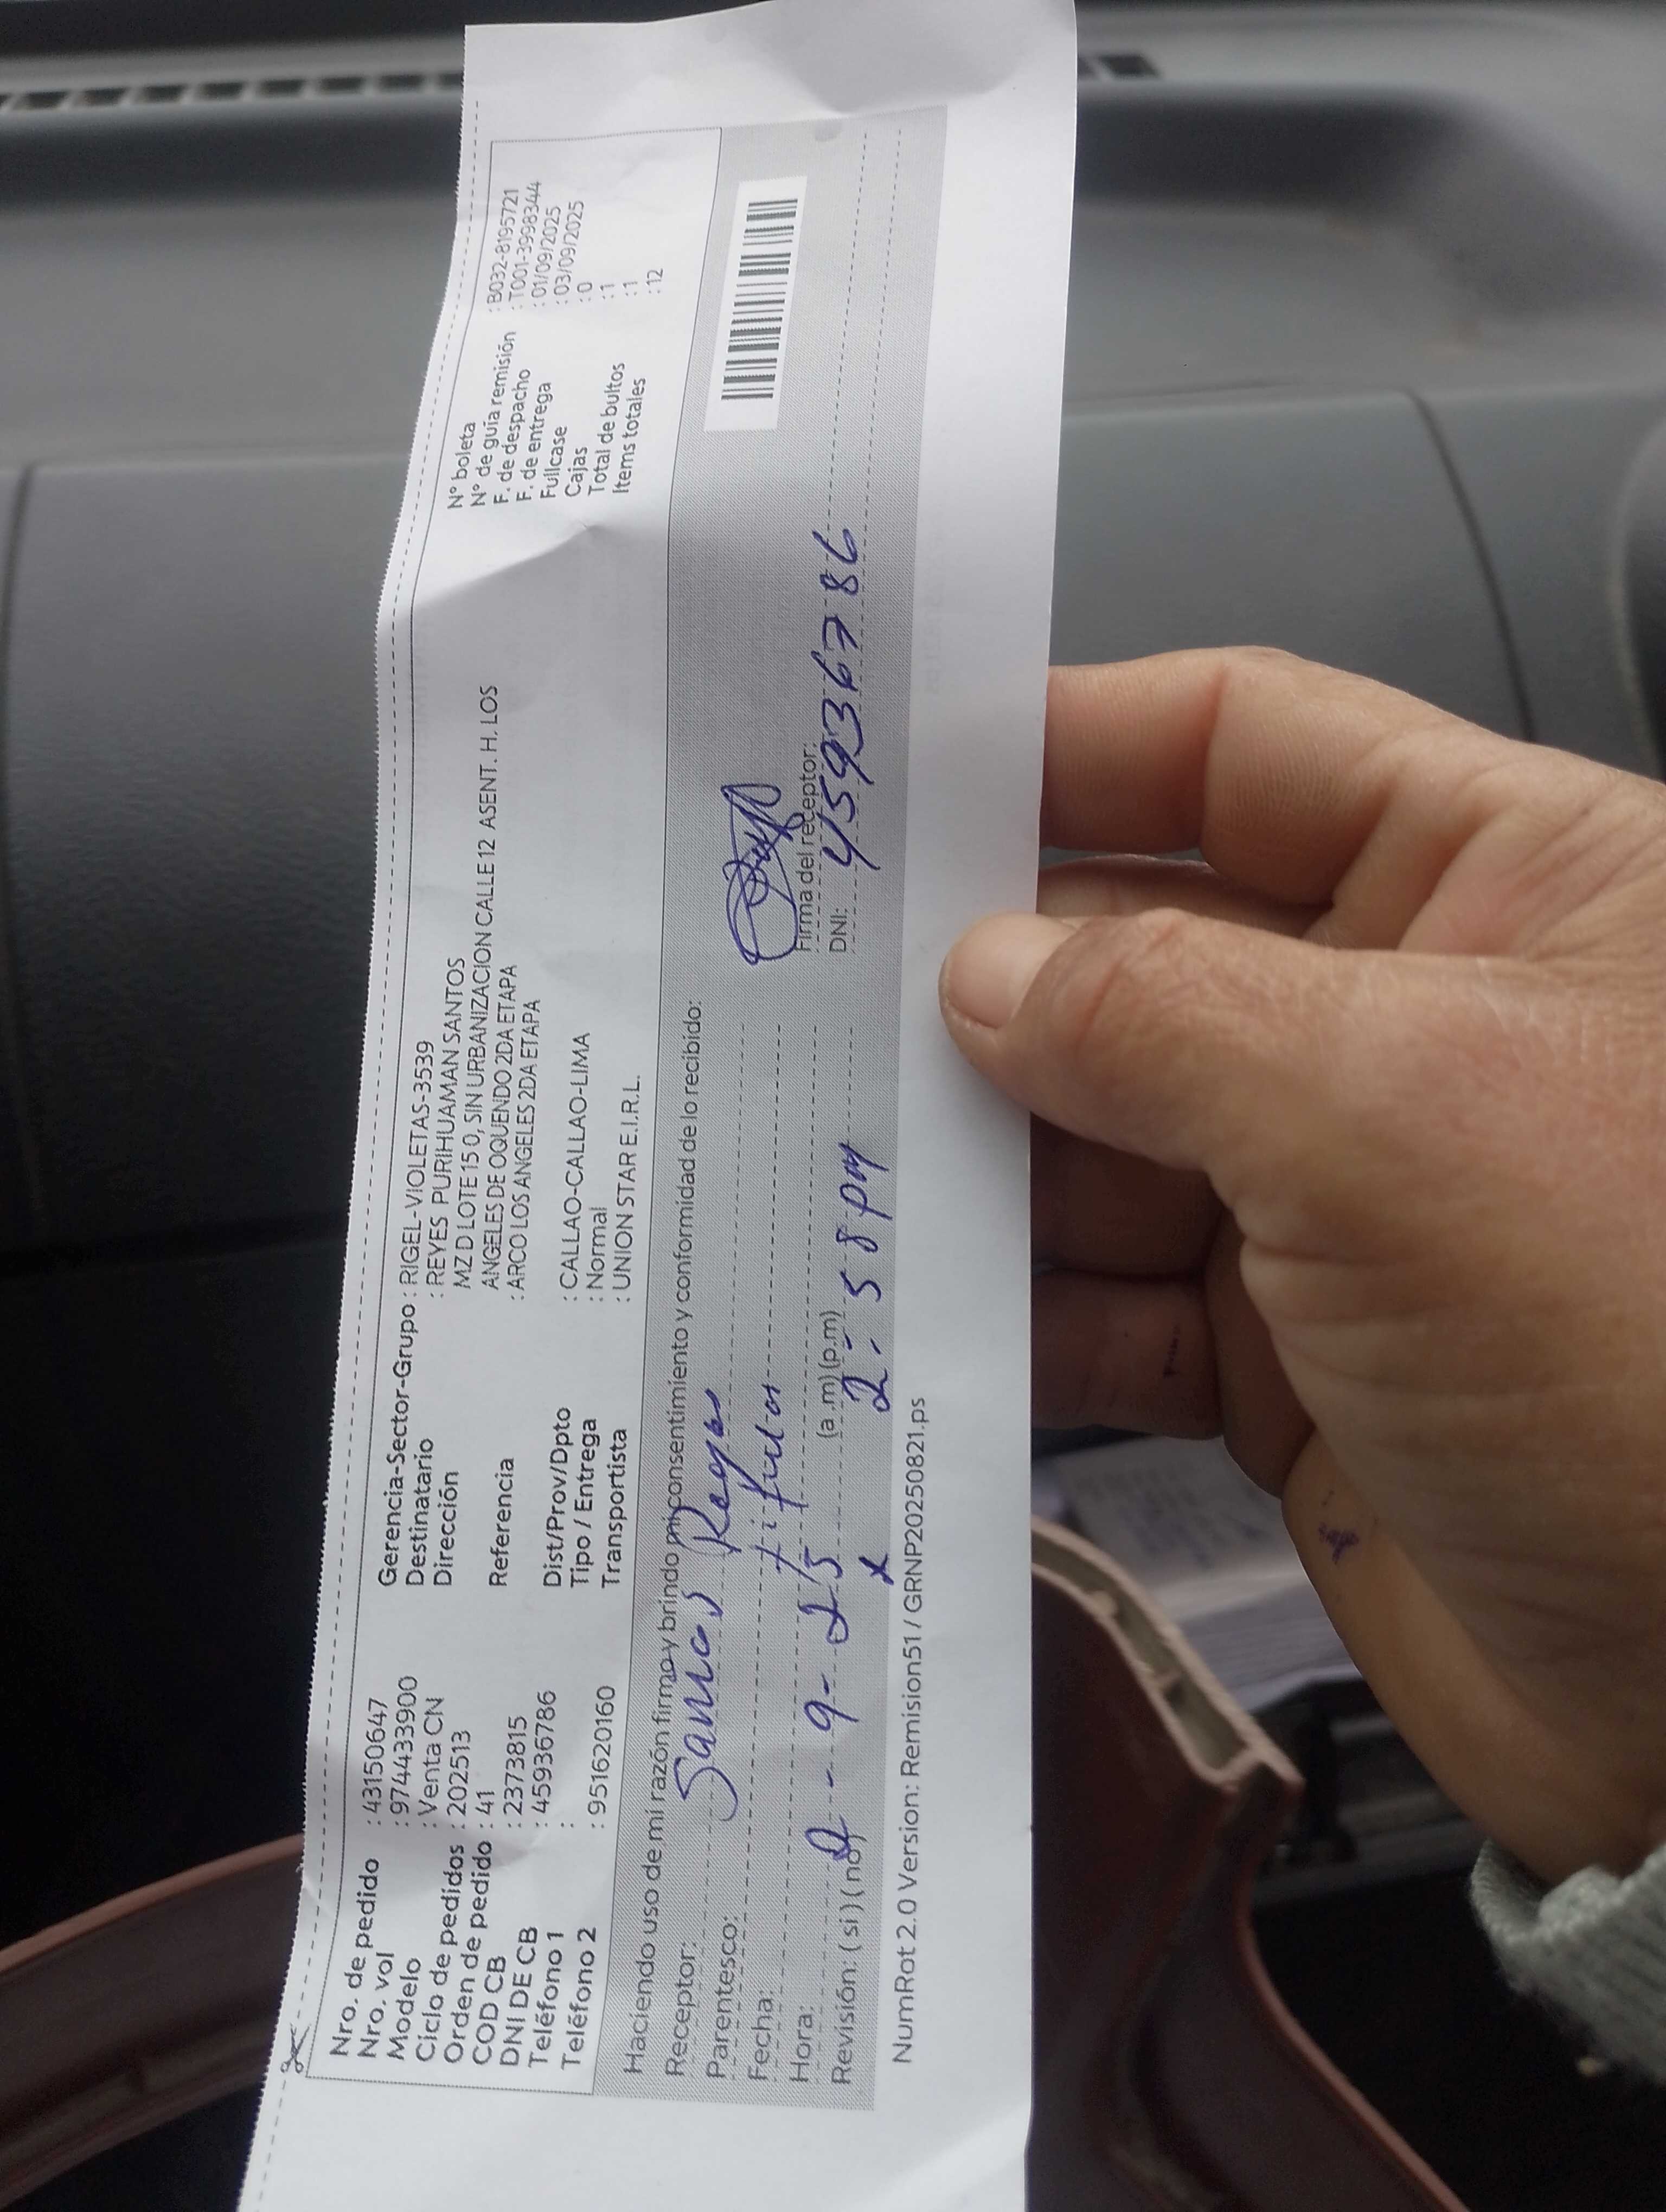 Nro. de pedido : 43150647
Nro. vol : 974433900
Modelo : Venta CN
Ciclo de pedidos : 202513
Orden de pedido : 41
COD CB : 2373815
DNI DE CB : 45936786
Teléfono 1 :
Teléfono 2 : 951620160
Gerencia-Sector-Grupo : RIGEL-VIOLETAS-3539
Destinatario : REYES PURIHUAMAN SANTOS
Dirección MZ D LOTE 15 0, SIN URBANIZACION CALLE 12 ASENT. H. LOS
ANGELES DE OQUENDO 2DA ETAPA
Referencia : ARCO LOS ANGELES 2DA ETAPA
Dist/Prov/Dpto : CALLAO-CALLAO-LIMA
Tipo / Entrega : Normal
Transportista : UNION STAR E.I.R.L.
N° boleta : B032-8195721
N° de guía remisión : T001-3998344
F. de despacho : 01/09/2025
F. de entrega : 03/09/2025
Fullcase : 0
Cajas : 1
Total de bultos : 1
Items totales : 12
Haciendo uso de mi razón firmo y brindo mi consentimiento y conformidad de lo recibido:
Receptor: Santos Reyes
Parentesco: titular
Fecha: 9-25
Hora: (a.m) (p.m) 2:58 pm
Revisión: (si) (no) x
Firma del receptor:
DNI: 45936786
NumRot 2.0 Version: Remision51 / GRNP20250821.ps